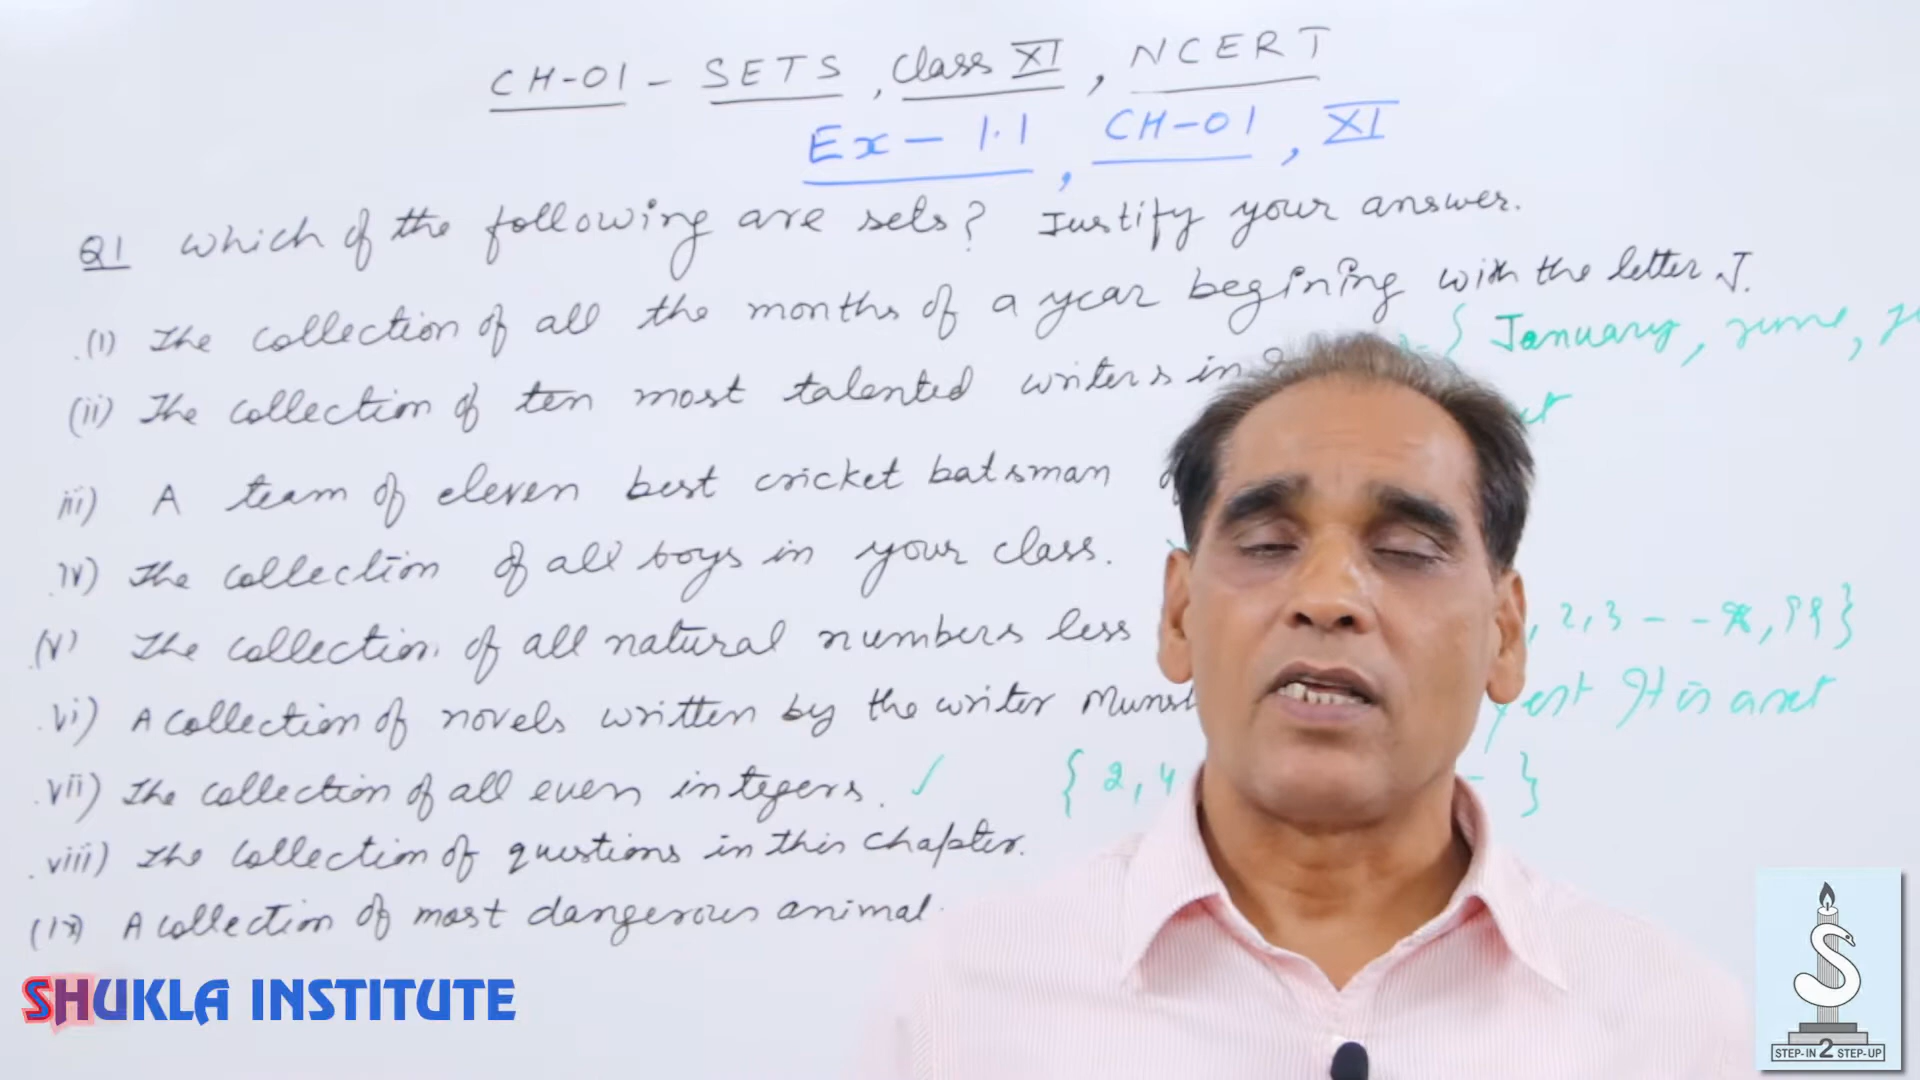 CH-01 - SETS, Class XI, NCERT
Ex - 1.1, CH-01, XI
Q1 Which of the following are sets? Justify your answer.
(i) The collection of all the months of a year begining with the letter J.
{ January, June,
(ii) The collection of ten most talented writers in
iii) A team of eleven best cricket batsman
iv) The collection of all boys in your class.
(v) The collection of all natural numbers less
, 2, 3 - - , 99}
vi) A collection of novels written by the writer Munsh
It is a set
vii) The collection of all even integers. ✓ { 2, 4 - }
viii) The collection of questions in this chapter.
(ix) A collection of most dangerous animal.
SHUKLA INSTITUTE
S
STEP-IN 2 STEP-UP